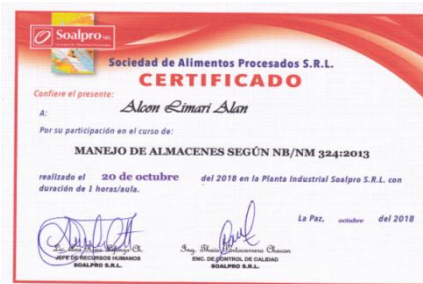 Soalpro SRL
Sociedad de Alimentos Procesados S.R.L.
CERTIFICADO
Confiere el presente:
A: Alcon Limari Alan
Por su participación en el curso de:
MANEJO DE ALMACENES SEGÚN NB/NM 324:2013
realizado el 20 de octubre del 2018 en la Planta Industrial Soalpro S.R.L. con
duración de 1 horas/aula.
La Paz, octubre del 2018
Ch.
Ing. Chacon
JEFE DE RECURSOS HUMANOS
ENC. DE CONTROL DE CALIDAD
SOALPRO S.R.L.
SOALPRO S.R.L.